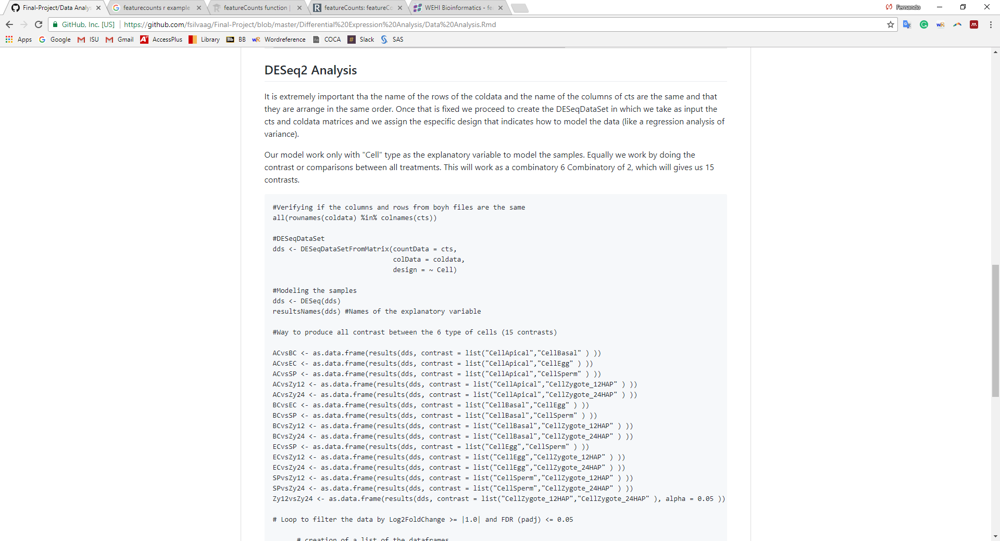 Final-Project/Data Analys
featurecounts r example
featureCounts function |
featureCounts: featureCo
WEHI Bioinformatics - fe
Fernando
GitHub, Inc. [US] https://github.com/fsilvaag/Final-Project/blob/master/Differential%20Expression%20Analysis/Data%20Analysis.Rmd
Apps Google ISU Gmail AccessPlus Library BB Wordreference COCA Slack SAS
DESeq2 Analysis
It is extremely important tha the name of the rows of the coldata and the name of the columns of cts are the same and that
they are arrange in the same order. Once that is fixed we proceed to create the DESeqDataSet in which we take as input the
cts and coldata matrices and we assign the especific design that indicates how to model the data (like a regression analysis of
variance).
Our model work only with "Cell" type as the explanatory variable to model the samples. Equally we work by doing the
contrast or comparisons between all treatments. This will work as a combinatory 6 Combinatory of 2, which will gives us 15
contrasts.
#Verifying if the columns and rows from boyh files are the same
all(rownames(coldata) %in% colnames(cts))
#DESeqDataSet
dds <- DESeqDataSetFromMatrix(countData = cts,
colData = coldata,
design = ~ Cell)
#Modeling the samples
dds <- DESeq(dds)
resultsNames(dds) #Names of the explanatory variable
#Way to produce all contrast between the 6 type of cells (15 contrasts)
ACvsBC <- as.data.frame(results(dds, contrast = list("CellApical","CellBasal" ) ))
ACvsEC <- as.data.frame(results(dds, contrast = list("CellApical","CellEgg" ) ))
ACvsSP <- as.data.frame(results(dds, contrast = list("CellApical","CellSperm" ) ))
ACvsZy12 <- as.data.frame(results(dds, contrast = list("CellApical","CellZygote_12HAP" ) ))
ACvsZy24 <- as.data.frame(results(dds, contrast = list("CellApical","CellZygote_24HAP" ) ))
BCvsEC <- as.data.frame(results(dds, contrast = list("CellBasal","CellEgg" ) ))
BCvsSP <- as.data.frame(results(dds, contrast = list("CellBasal","CellSperm" ) ))
BCvsZy12 <- as.data.frame(results(dds, contrast = list("CellBasal","CellZygote_12HAP" ) ))
BCvsZy24 <- as.data.frame(results(dds, contrast = list("CellBasal","CellZygote_24HAP" ) ))
ECvsSP <- as.data.frame(results(dds, contrast = list("CellEgg","CellSperm" ) ))
ECvsZy12 <- as.data.frame(results(dds, contrast = list("CellEgg","CellZygote_12HAP" ) ))
ECvsZy24 <- as.data.frame(results(dds, contrast = list("CellEgg","CellZygote_24HAP" ) ))
SPvsZy12 <- as.data.frame(results(dds, contrast = list("CellSperm","CellZygote_12HAP" ) ))
SPvsZy24 <- as.data.frame(results(dds, contrast = list("CellSperm","CellZygote_24HAP" ) ))
Zy12vsZy24 <- as.data.frame(results(dds, contrast = list("CellZygote_12HAP","CellZygote_24HAP" ), alpha = 0.05 ))
# Loop to filter the data by Log2FoldChange >= |1.0| and FDR (padj) <= 0.05
# creation of a list of the dataframes